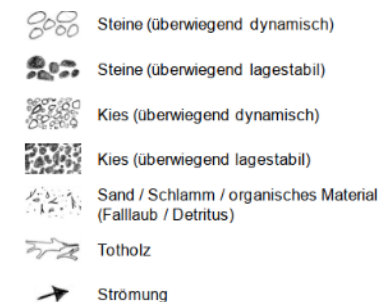 Steine (überwiegend dynamisch)
Steine (überwiegend lagestabil)
Kies (überwiegend dynamisch)
Kies (überwiegend lagestabil)
Sand / Schlamm / organisches Material
(Falllaub / Detritus)
Totholz
Strömung